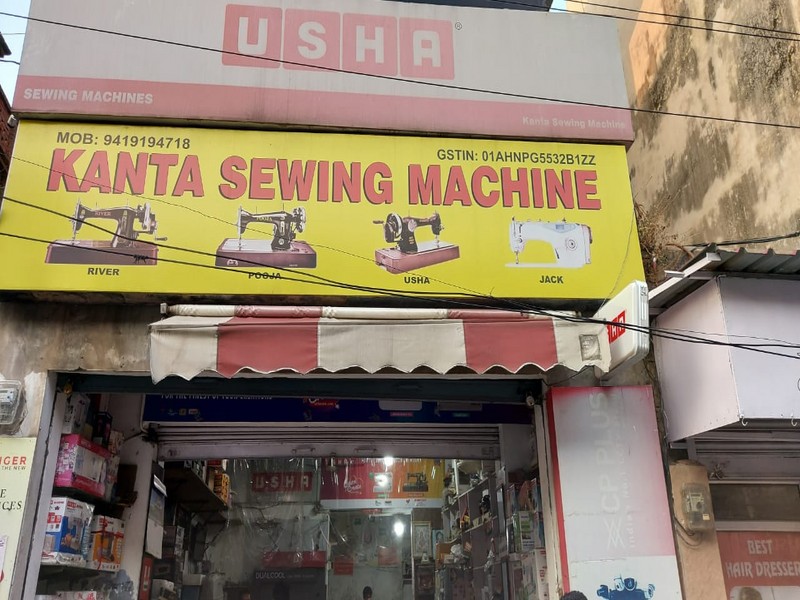 USHA
SEWING MACHINES
Kanta Sewing Machine
MOB: 9419194718
GSTIN: 01AHNPG5532B1ZZ
KANTA SEWING MACHINE
RIVER
POOJA
USHA
JACK
USHA
CP PLUS
BEST
HAIR DRESSER